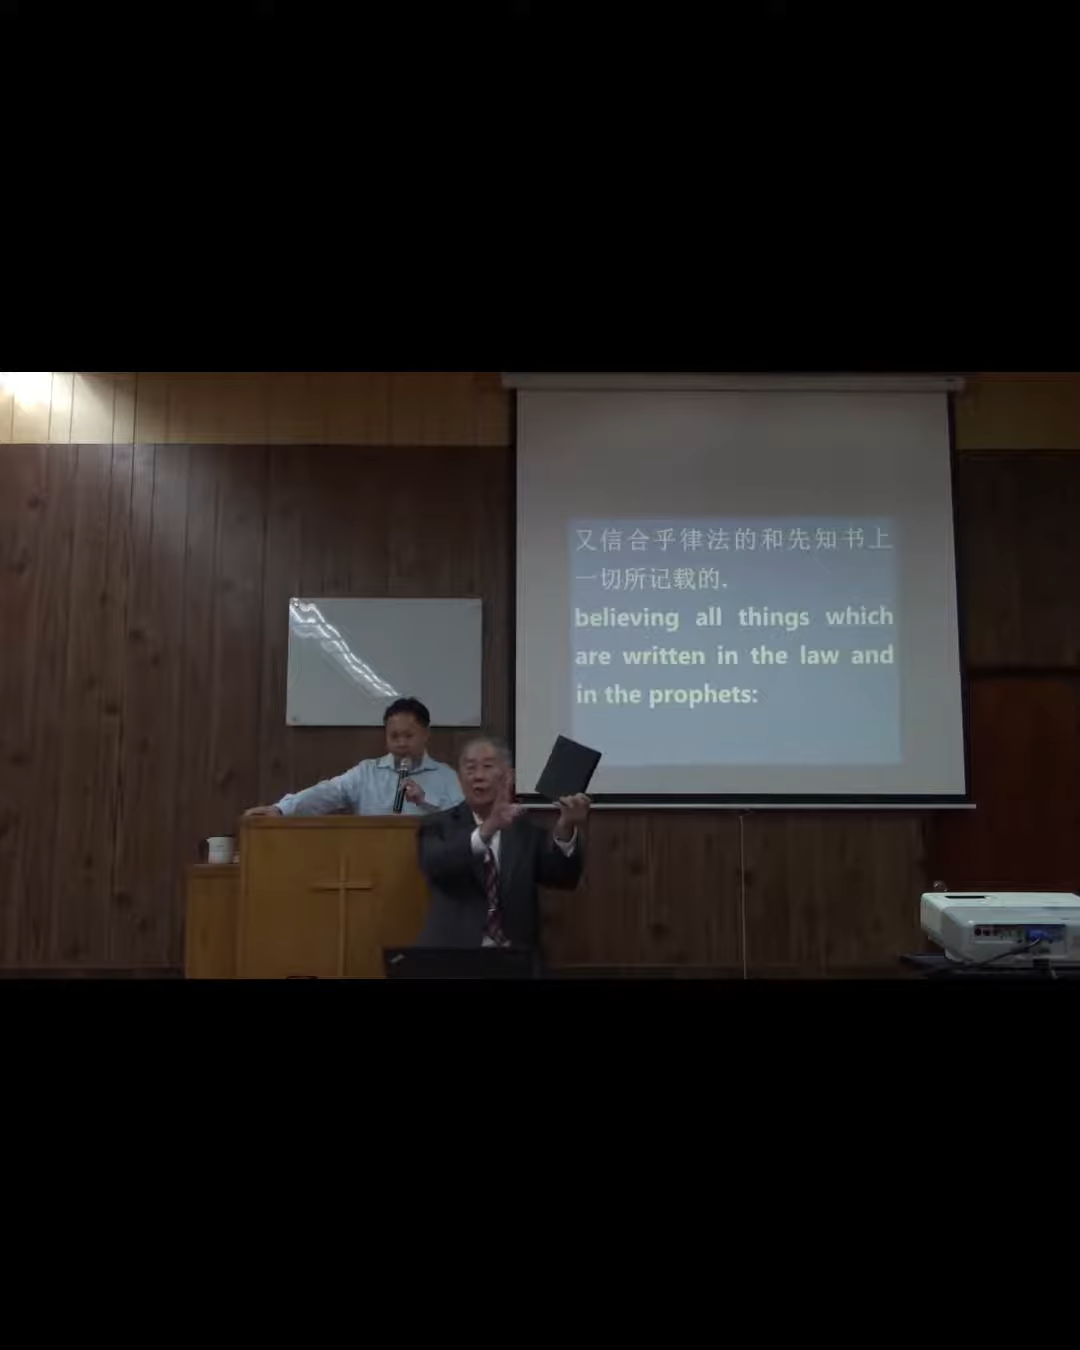 又信合乎律法的和先知书上
一切所记载的,
believing all things which
are written in the law and
in the prophets: